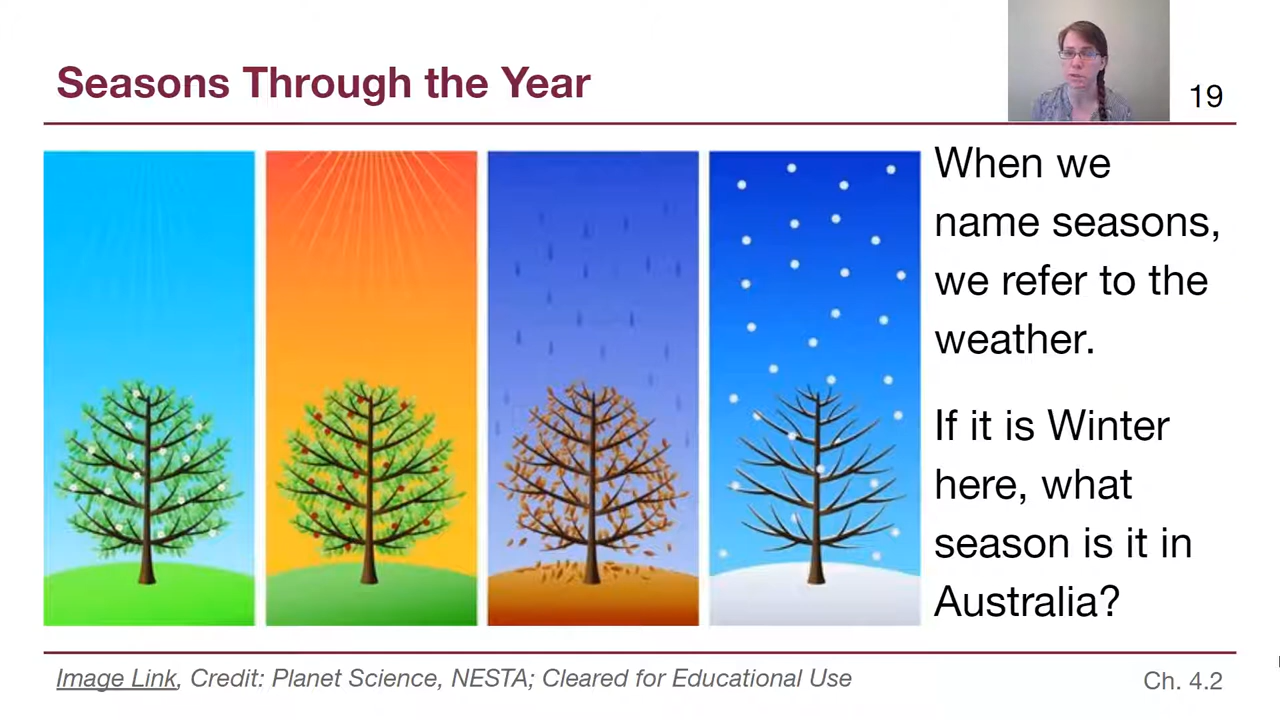 Seasons Through the Year
19
When we
name seasons,
we refer to the
weather.
If it is Winter
here, what
season is it in
Australia?
Image Link, Credit: Planet Science, NESTA; Cleared for Educational Use
Ch. 4.2